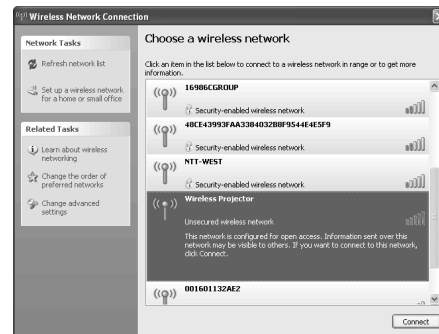 Wireless Network Connection
Network Tasks
Refresh network list
Set up a wireless network
for a home or small office
Related Tasks
Learn about wireless
networking
Change the order of
preferred networks
Change advanced
settings
Choose a wireless network
Click an item in the list below to connect to a wireless network in range or to get more
information.
16986CGROUP
Security-enabled wireless network
48CE43993FAA3384032B8F9544E4E5F9
Security-enabled wireless network
NTT-WEST
Security-enabled wireless network
Wireless Projector
Unsecured wireless network
This network is configured for open access. Information sent over this
network may be visible to others. If you want to connect to this network,
click Connect.
001601132AE2
Connect